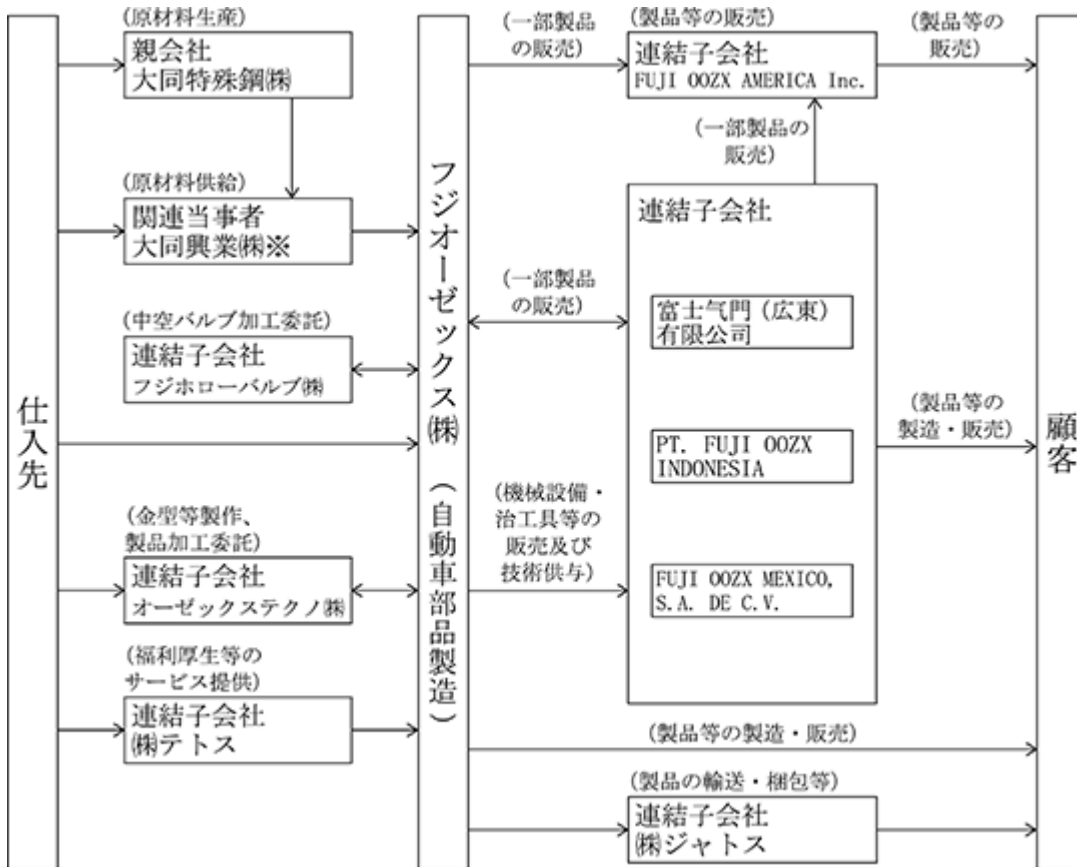 (原材料生産)
親会社
大同特殊鋼㈱
(原材料供給)
関連当事者
大同興業㈱※
(中空バルブ加工委託)
連結子会社
フジホローバルブ㈱
仕入先
(金型等製作、
製品加工委託)
連結子会社
オーゼックステクノ㈱
(福利厚生等の
サービス提供)
連結子会社
㈱テトス
フジオーゼックス㈱(自動車部品製造)
(一部製品
の販売)
(製品等の販売)
連結子会社
FUJI OOZX AMERICA Inc.
(製品等の
販売)
(一部製品の
販売)
連結子会社
(一部製品
の販売)
富士气門(広東)
有限公司
PT. FUJI OOZX
INDONESIA
(製品等の
製造・販売)
(機械設備・
治工具等の
販売及び
技術供与)
FUJI OOZX MEXICO,
S.A. DE C.V.
(製品等の製造・販売)
(製品の輸送・梱包等)
連結子会社
㈱ジャトス
顧客